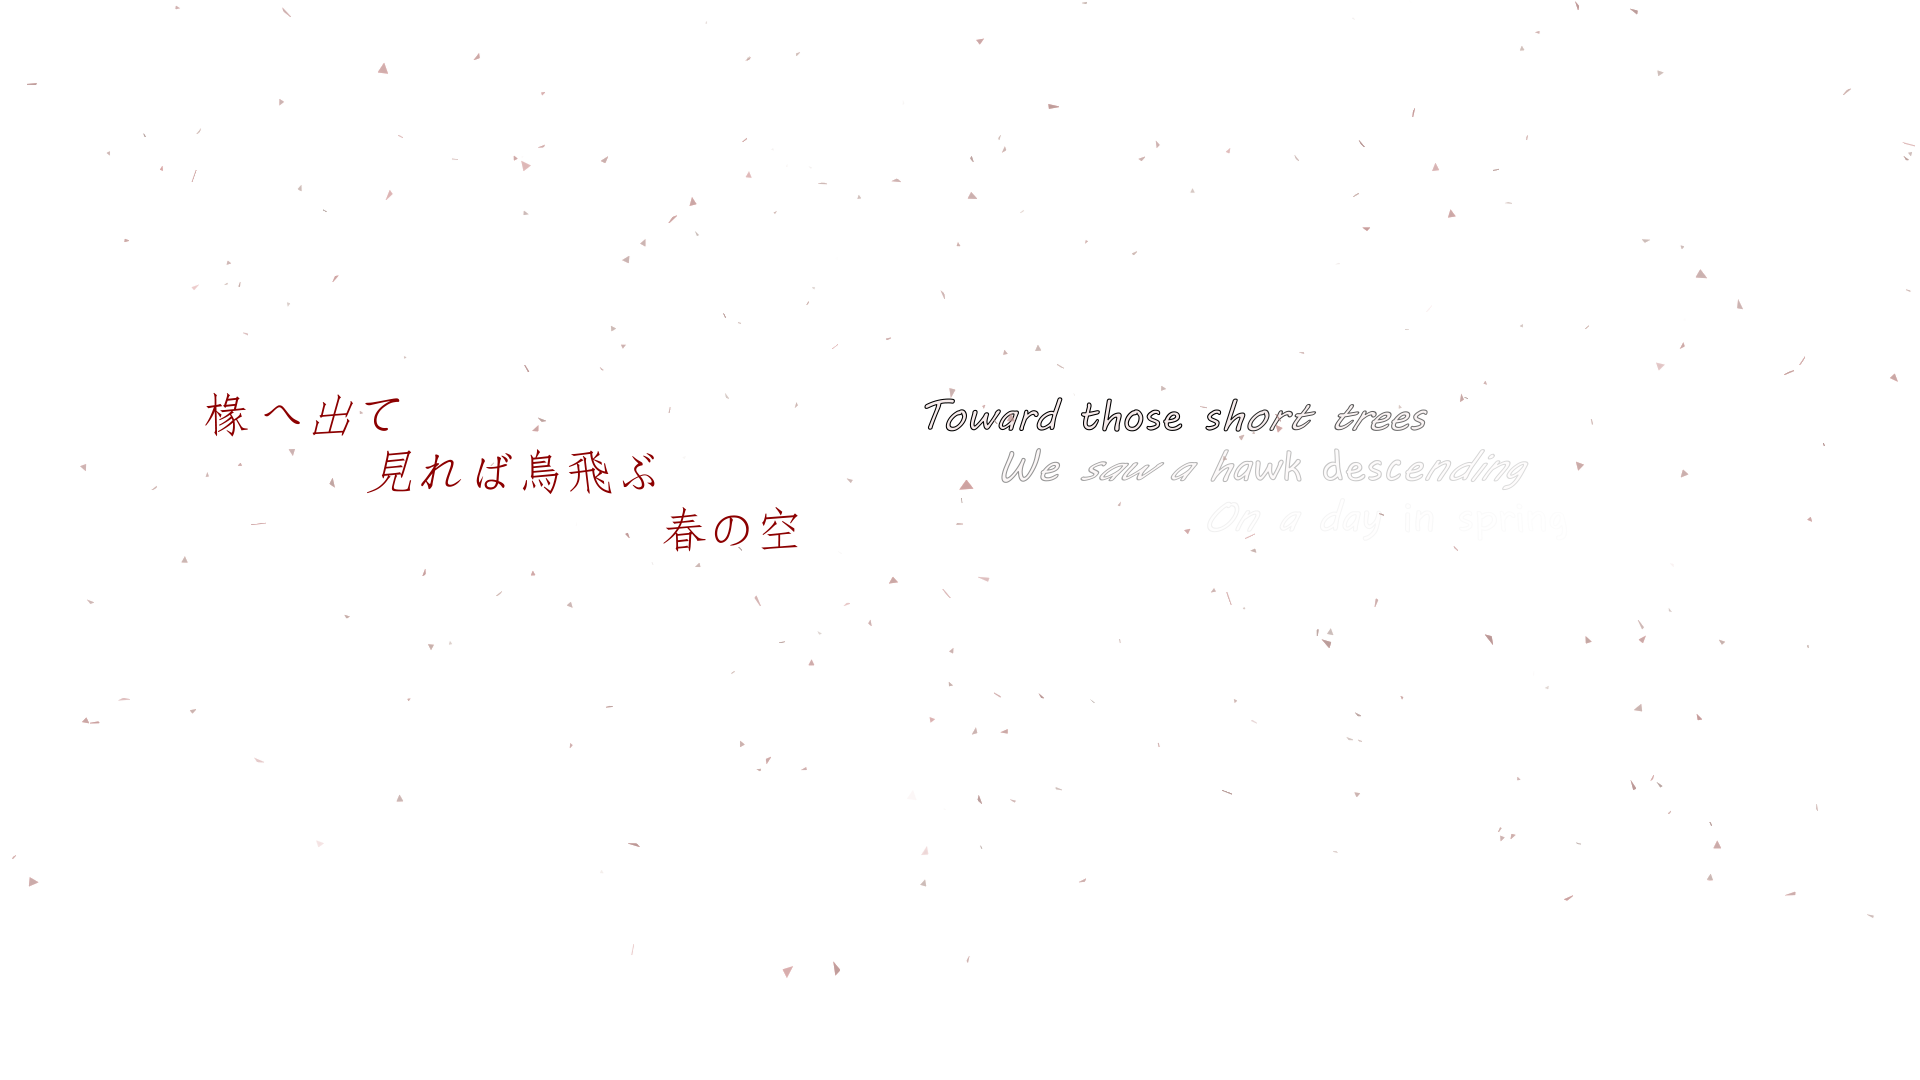 椽へ出て
見れば鳥飛ぶ
春の空
Toward those short trees
We saw a hawk descending
On a day in spring